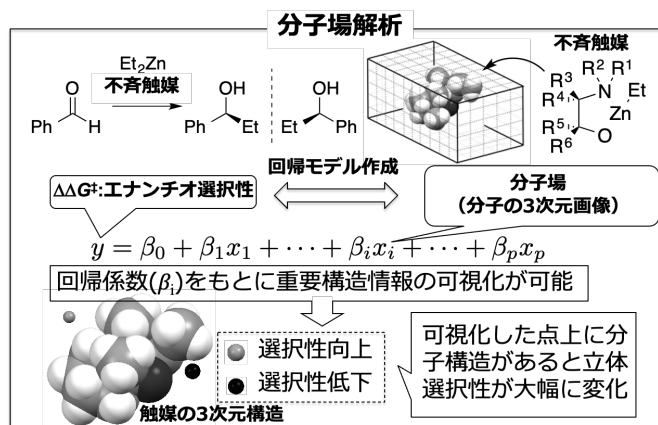 分子場解析
Et2Zn
不斉触媒
O
Ph
H
OH
Ph
Et
OH
Et
Ph
不斉触媒
R3
R2
R1
R4
N
Et
Zn
R5
O
R6
回帰モデル作成
ΔΔG‡:エナンチオ選択性
分子場
(分子の3次元画像)
y = β0 + β1x1 + ⋯ + βixi + ⋯ + βpxp
回帰係数(βi)をもとに重要構造情報の可視化が可能
選択性向上
選択性低下
触媒の3次元構造
可視化した点上に分
子構造があると立体
選択性が大幅に変化